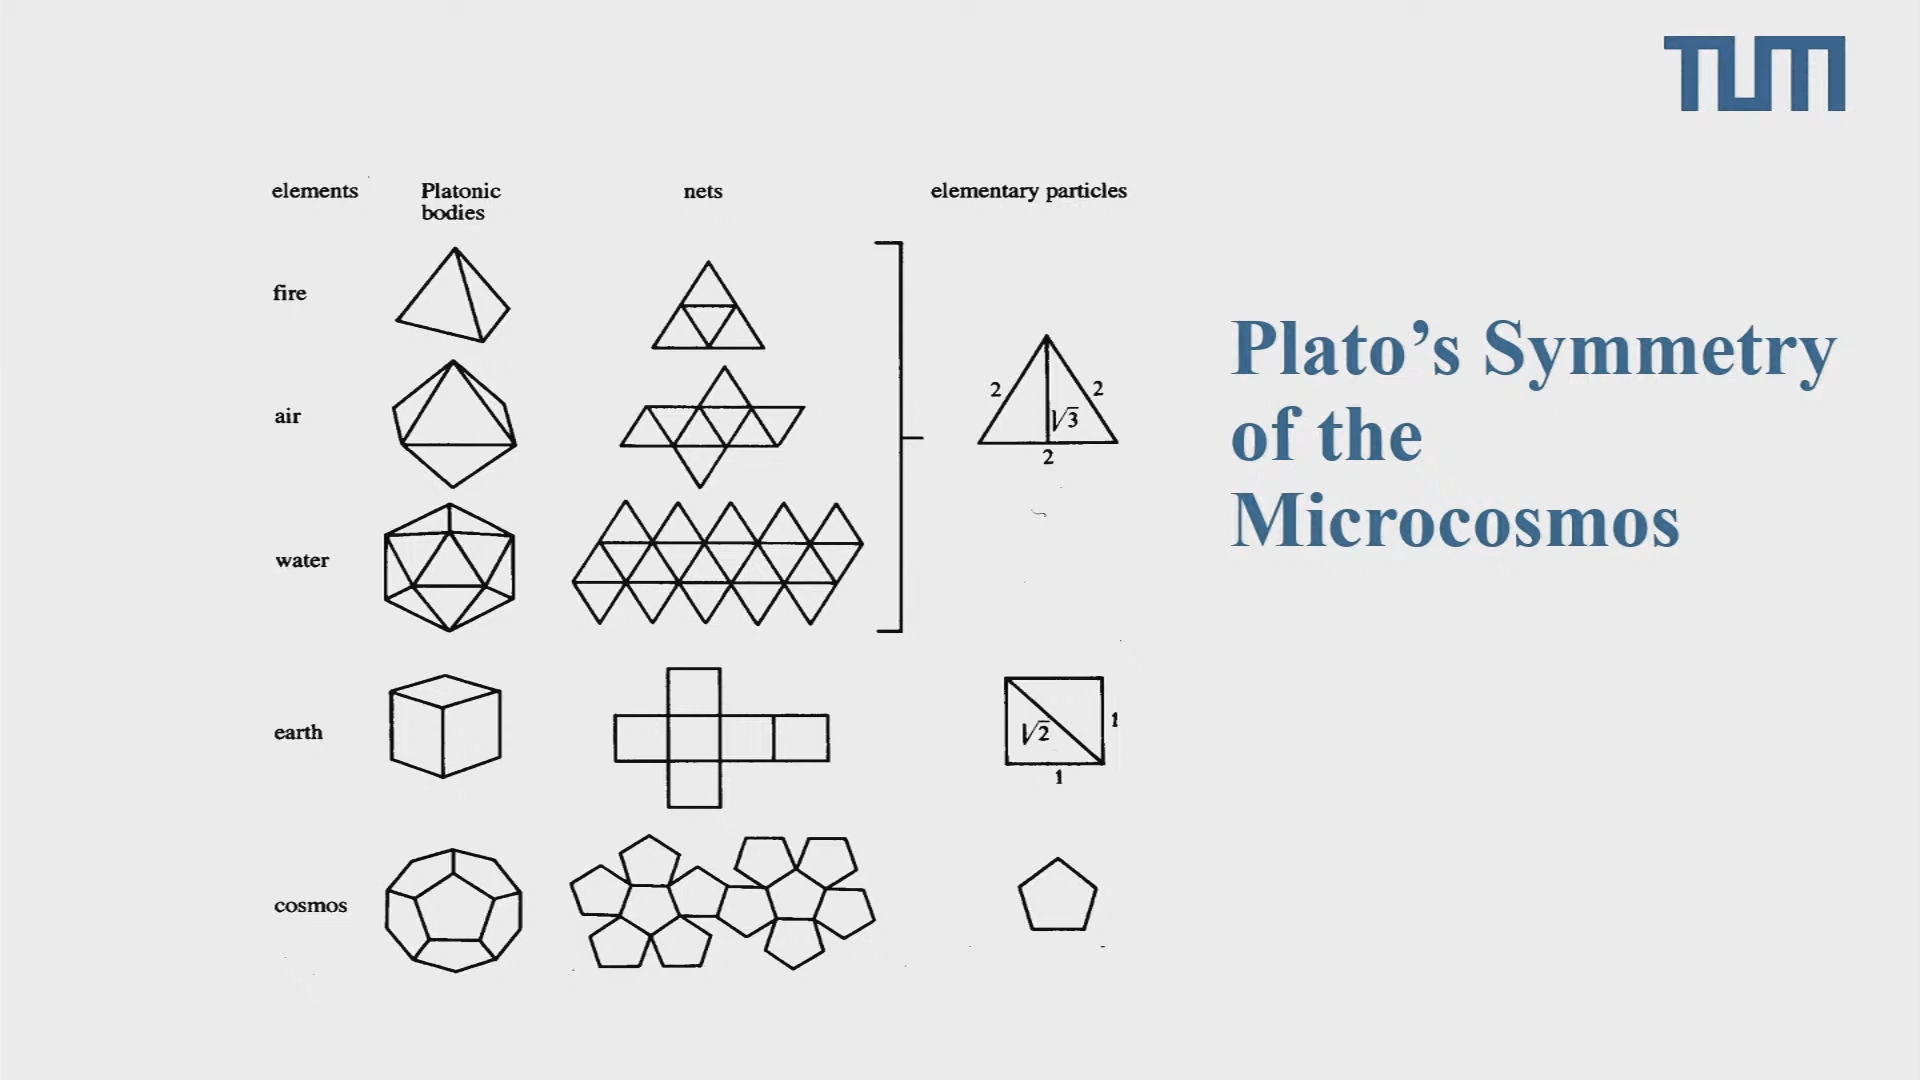 TUM
elements
Platonic
bodies
nets
elementary particles
fire
air
water
earth
cosmos
2
2
√3
2
√2
1
1
Plato’s Symmetry
of the
Microcosmos